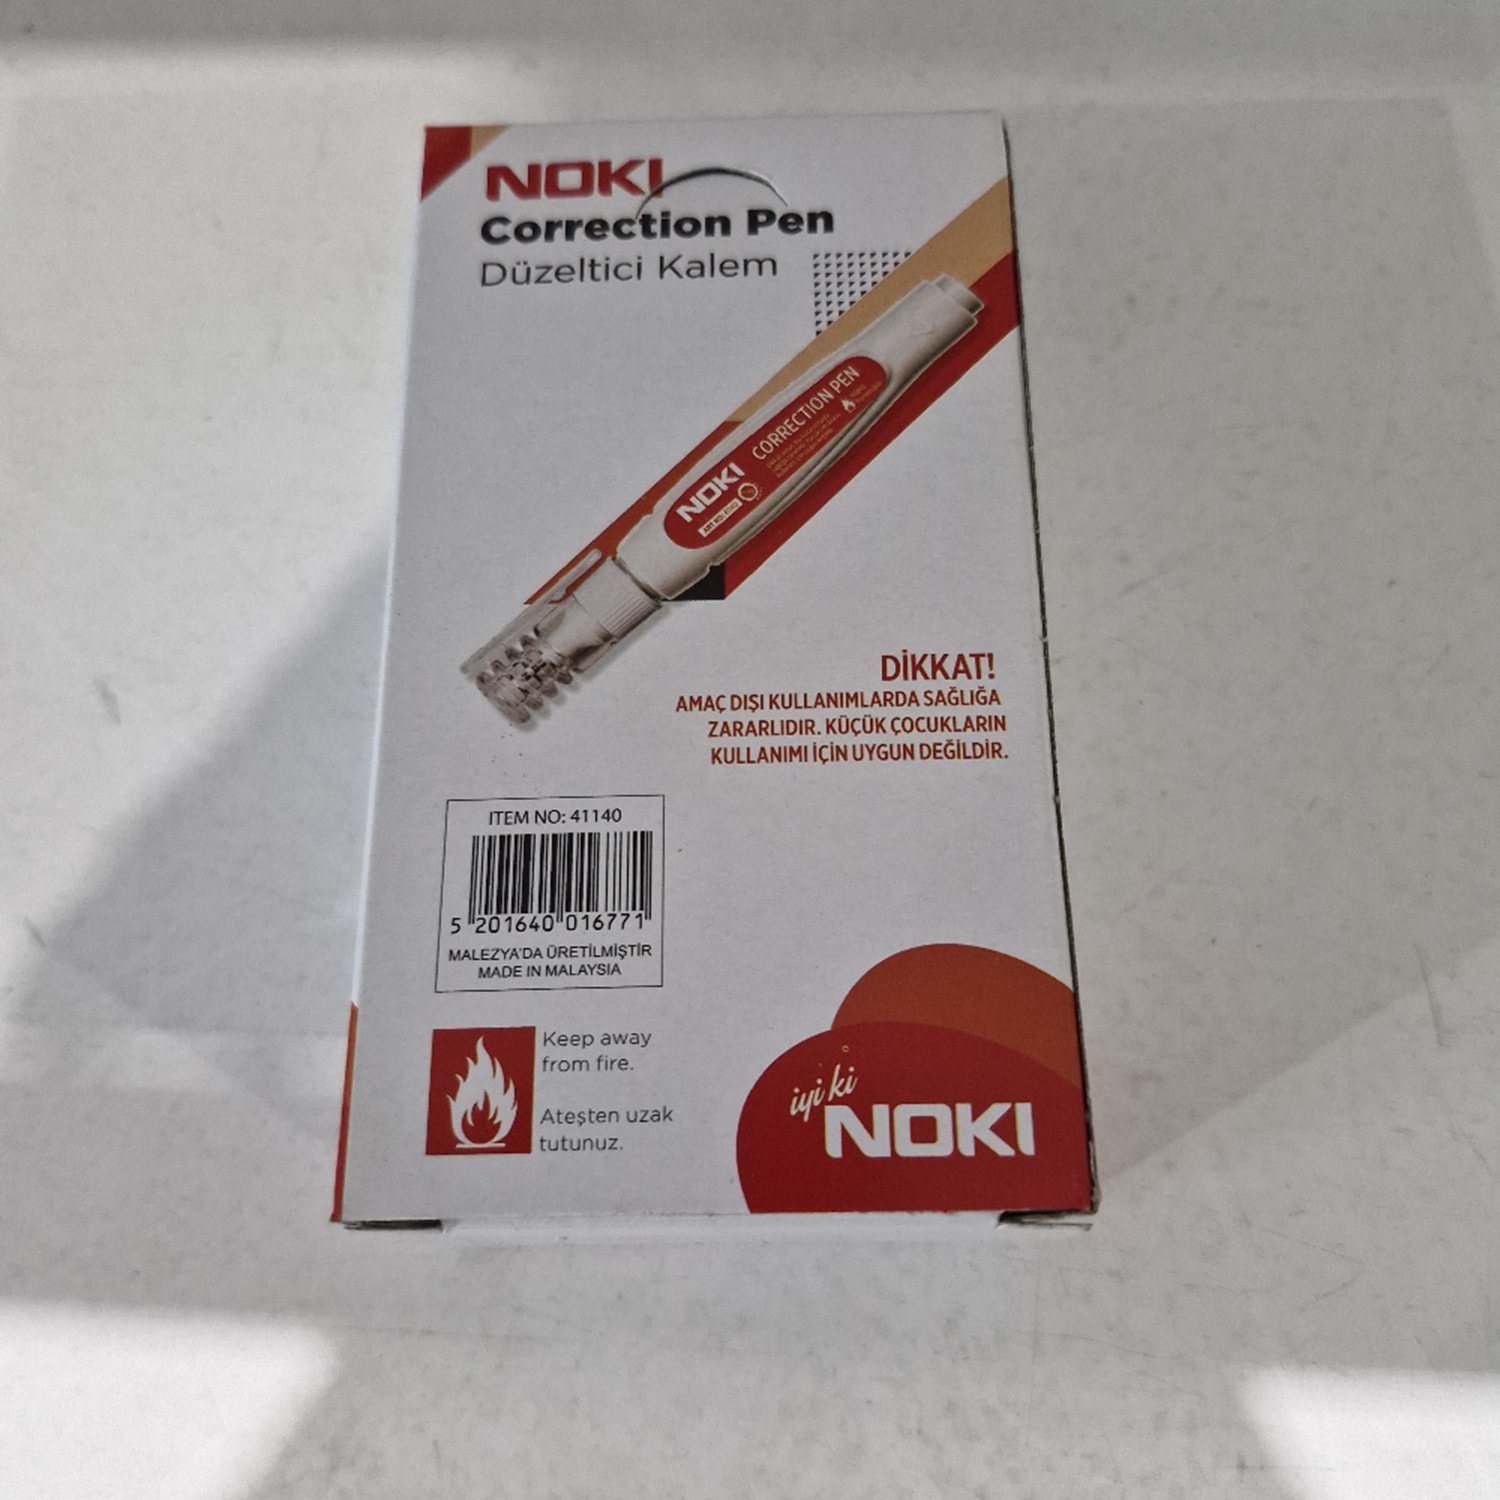 NOKI
Correction Pen
Düzeltici Kalem
NOKI
CORRECTION PEN
DİKKAT!
AMAÇ DIŞI KULLANIMLARDA SAĞLIĞA
ZARARLIDIR. KÜÇÜK ÇOCUKLARIN
KULLANIMI İÇİN UYGUN DEĞİLDİR.
ITEM NO: 41140
5 201640 016771
MALEZYA'DA ÜRETİLMİŞTİR
MADE IN MALAYSIA
Keep away
from fire.
Ateşten uzak
tutunuz.
iyi ki
NOKI